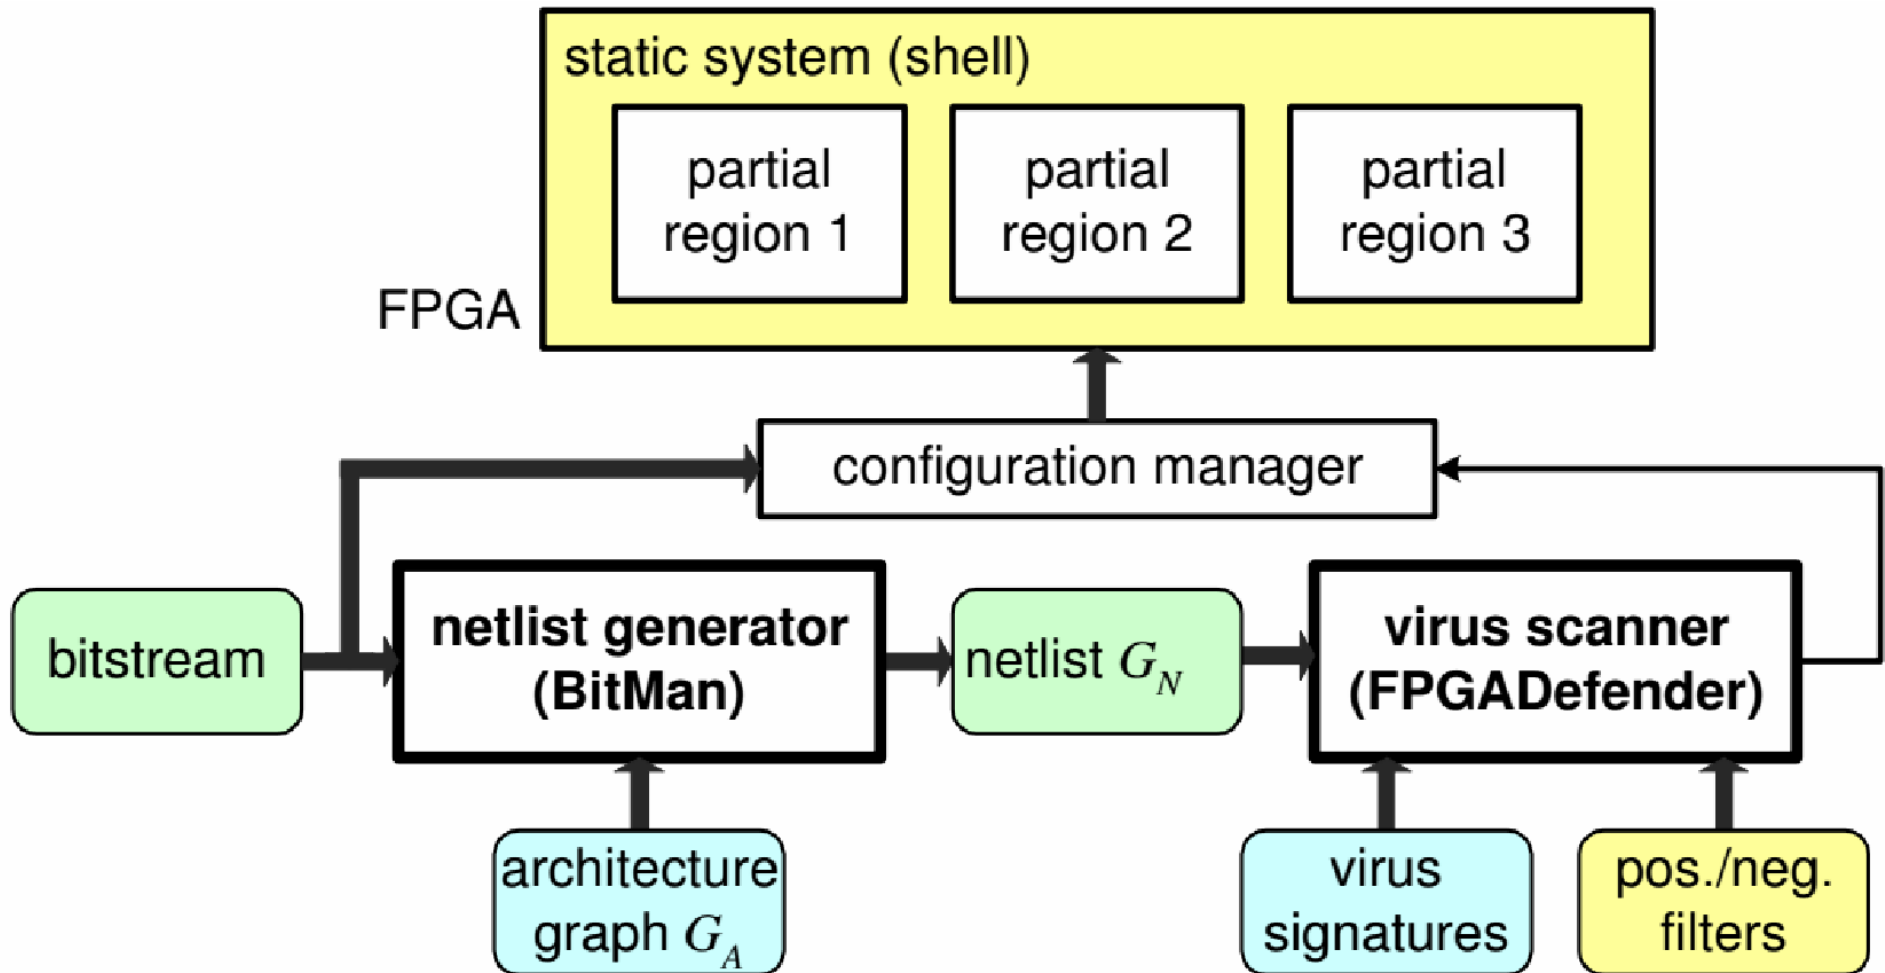 static system (shell)
partial
region 1
partial
region 2
partial
region 3
FPGA
configuration manager
bitstream
netlist generator
(BitMan)
netlist G_N
virus scanner
(FPGADefender)
architecture
graph G_A
virus
signatures
pos./neg.
filters